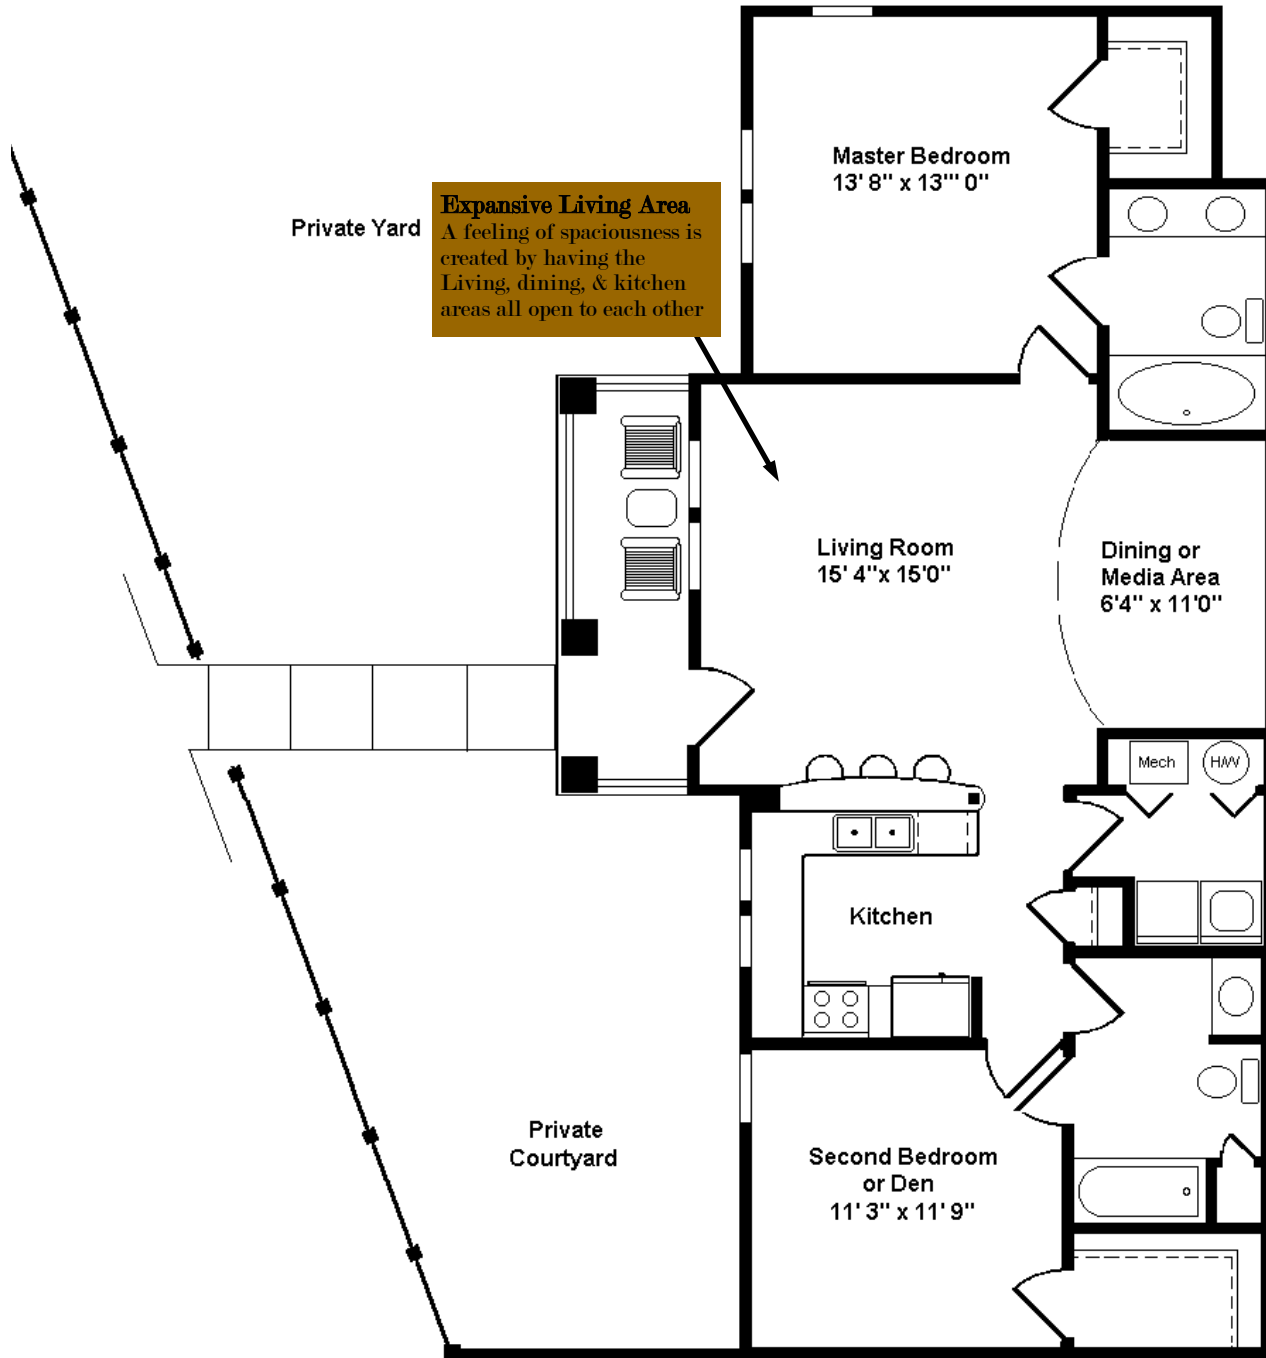 Master Bedroom
13' 8" x 13"' 0"
Private Yard
Expansive Living Area
A feeling of spaciousness is
created by having the
Living, dining, & kitchen
areas all open to each other
Living Room
15' 4"x 15'0"
Dining or
Media Area
6'4" x 11'0"
Mech
H/W
Kitchen
Private
Courtyard
Second Bedroom
or Den
11' 3" x 11' 9"